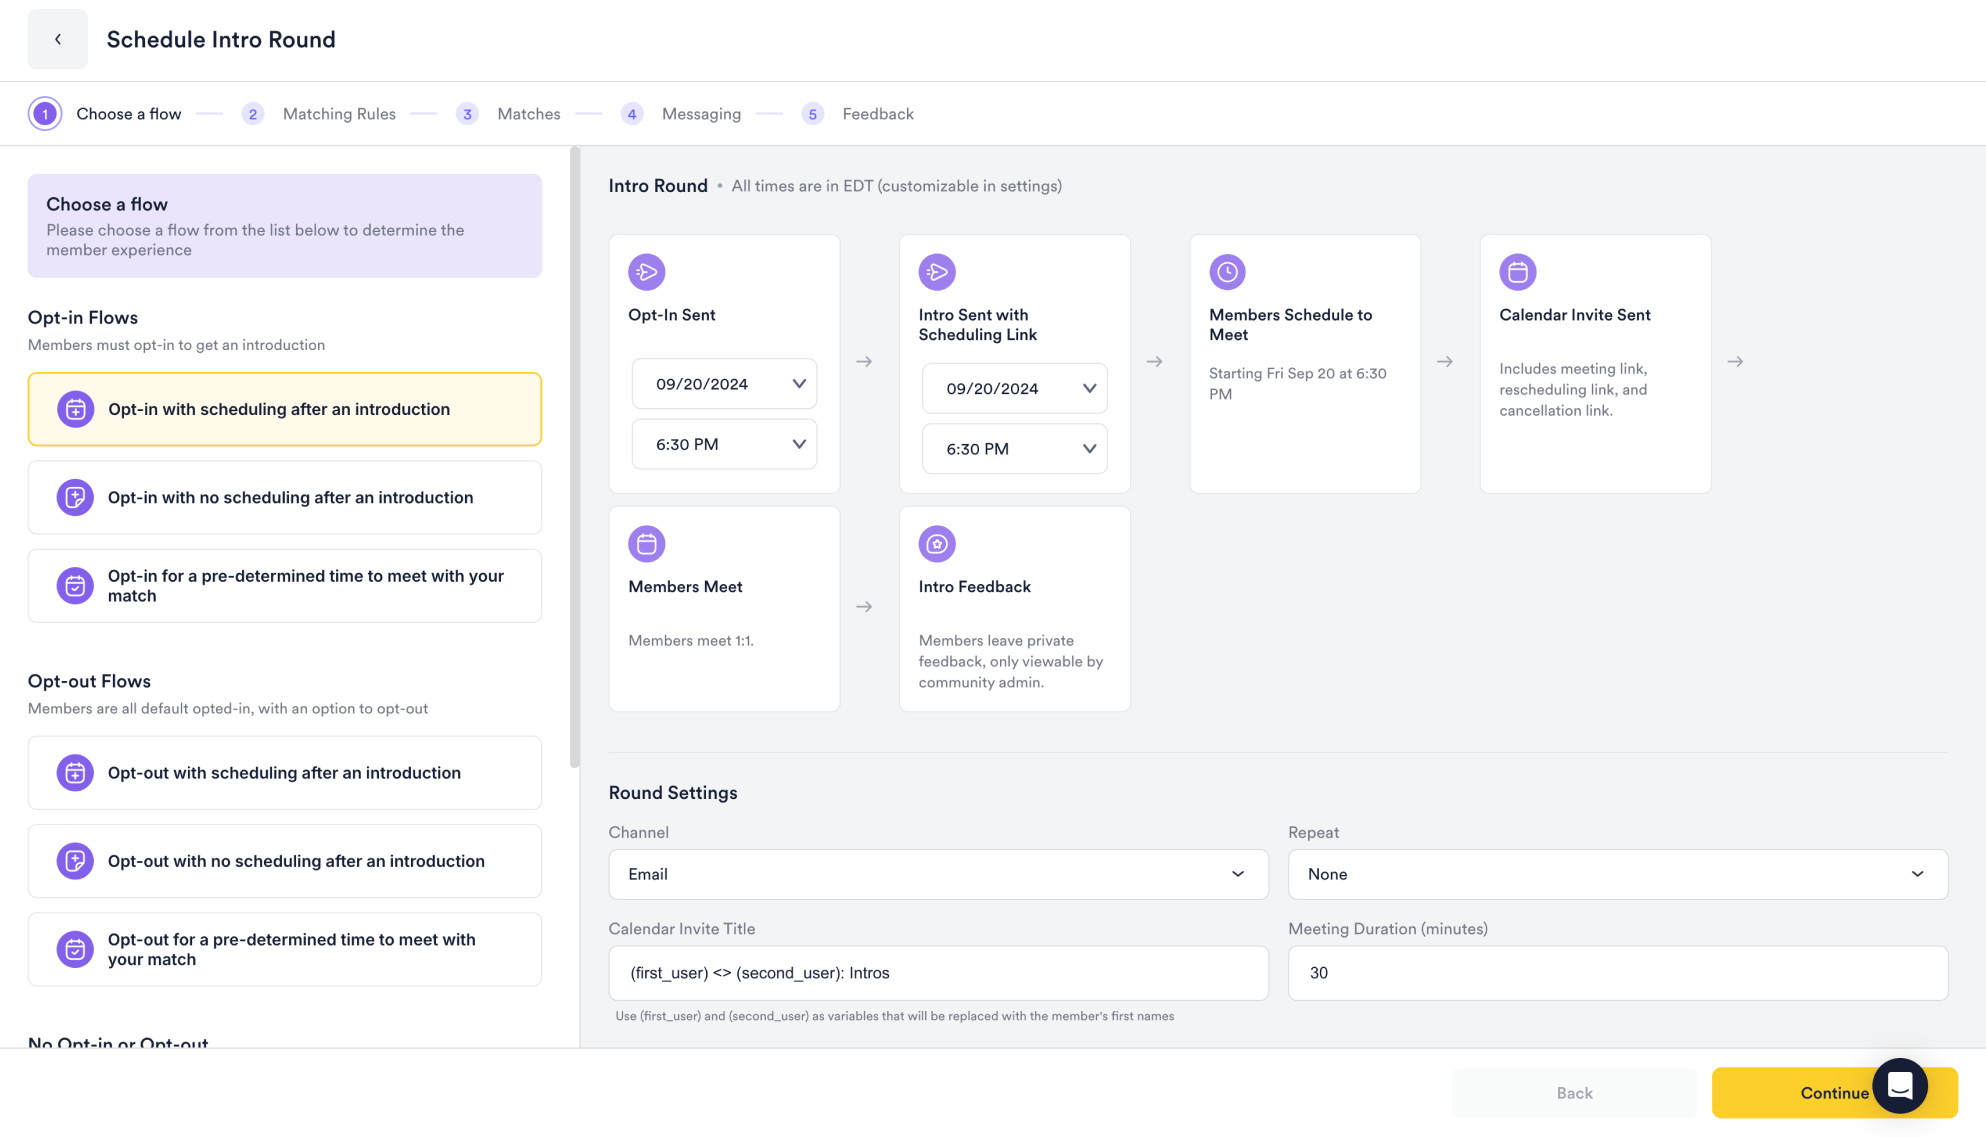 Schedule Intro Round
1 Choose a flow
2 Matching Rules
3 Matches
4 Messaging
5 Feedback
Choose a flow
Please choose a flow from the list below to determine the
member experience
Opt-in Flows
Members must opt-in to get an introduction
Opt-in with scheduling after an introduction
Opt-in with no scheduling after an introduction
Opt-in for a pre-determined time to meet with your
match
Opt-out Flows
Members are all default opted-in, with an option to opt-out
Opt-out with scheduling after an introduction
Opt-out with no scheduling after an introduction
Opt-out for a pre-determined time to meet with
your match
No Opt-in or Opt-out
Intro Round • All times are in EDT (customizable in settings)
Opt-In Sent
09/20/2024
6:30 PM
Intro Sent with
Scheduling Link
09/20/2024
6:30 PM
Members Schedule to
Meet
Starting Fri Sep 20 at 6:30
PM
Calendar Invite Sent
Includes meeting link,
rescheduling link, and
cancellation link.
Members Meet
Members meet 1:1.
Intro Feedback
Members leave private
feedback, only viewable by
community admin.
Round Settings
Channel
Email
Repeat
None
Calendar Invite Title
(first_user) <> (second_user): Intros
Use (first_user) and (second_user) as variables that will be replaced with the member's first names
Meeting Duration (minutes)
30
Back
Continue